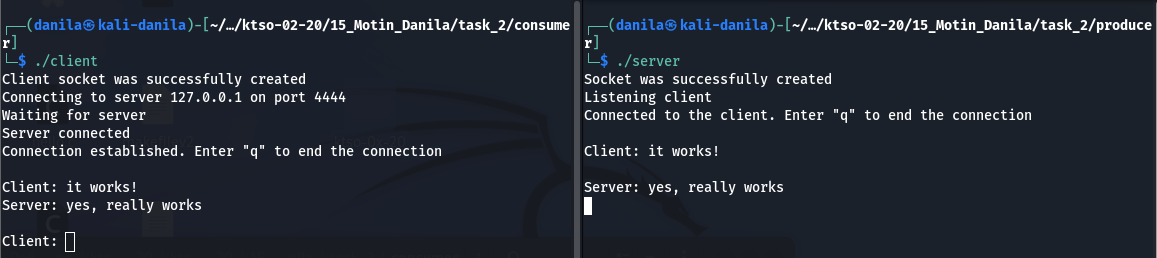 ┌──(danila㉿kali-danila)-[~/…/ktso-02-20/15_Motin_Danila/task_2/consume
r]
└─$ ./client
Client socket was successfully created
Connecting to server 127.0.0.1 on port 4444
Waiting for server
Server connected
Connection established. Enter "q" to end the connection
Client: it works!
Server: yes, really works
Client:
┌──(danila㉿kali-danila)-[~/…/ktso-02-20/15_Motin_Danila/task_2/produce
r]
└─$ ./server
Socket was successfully created
Listening client
Connected to the client. Enter "q" to end the connection
Client: it works!
Server: yes, really works